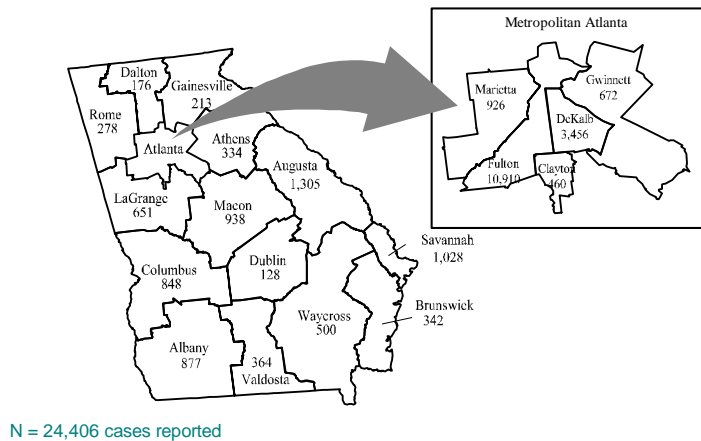 Metropolitan Atlanta
Marietta
926
Gwinnett
672
DeKalb
3,456
Fulton
10,910
Clayton
460
Dalton
176
Gainesville
213
Rome
278
Atlanta
Athens
334
Augusta
1,305
LaGrange
651
Macon
938
Savannah
1,028
Columbus
848
Dublin
128
Waycross
500
Brunswick
342
Albany
877
364
Valdosta
N = 24,406 cases reported